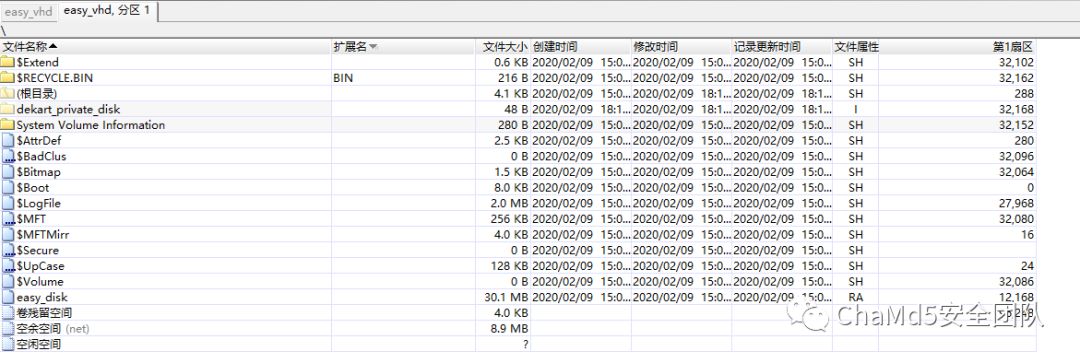 easy_vhd easy_vhd, 分区 1
\
文件名称 扩展名 文件大小 创建时间 修改时间 记录更新时间 文件属性 第1扇区
$Extend 0.6 KB 2020/02/09 15:0... 2020/02/09 15:0... 2020/02/09 15:0... SH 32,102
$RECYCLE.BIN BIN 216 B 2020/02/09 15:0... 2020/02/09 15:0... 2020/02/09 15:0... SH 32,162
(根目录) 4.1 KB 2020/02/09 15:0... 2020/02/09 18:1... 2020/02/09 18:1... SH 288
dekart_private_disk 48 B 2020/02/09 18:1... 2020/02/09 18:1... 2020/02/09 18:1... I 32,168
System Volume Information 280 B 2020/02/09 15:0... 2020/02/09 15:0... 2020/02/09 15:0... SH 32,152
$AttrDef 2.5 KB 2020/02/09 15:0... 2020/02/09 15:0... 2020/02/09 15:0... SH 280
$BadClus 0 B 2020/02/09 15:0... 2020/02/09 15:0... 2020/02/09 15:0... SH 32,096
$Bitmap 1.5 KB 2020/02/09 15:0... 2020/02/09 15:0... 2020/02/09 15:0... SH 32,064
$Boot 8.0 KB 2020/02/09 15:0... 2020/02/09 15:0... 2020/02/09 15:0... SH 0
$LogFile 2.0 MB 2020/02/09 15:0... 2020/02/09 15:0... 2020/02/09 15:0... SH 27,968
$MFT 256 KB 2020/02/09 15:0... 2020/02/09 15:0... 2020/02/09 15:0... SH 32,080
$MFTMirr 4.0 KB 2020/02/09 15:0... 2020/02/09 15:0... 2020/02/09 15:0... SH 16
$Secure 0 B 2020/02/09 15:0... 2020/02/09 15:0... 2020/02/09 15:0... SH
$UpCase 128 KB 2020/02/09 15:0... 2020/02/09 15:0... 2020/02/09 15:0... SH 24
$Volume 0 B 2020/02/09 15:0... 2020/02/09 15:0... 2020/02/09 15:0... SH 32,086
easy_disk 30.1 MB 2020/02/09 15:0... 2020/02/09 15:0... 2020/02/09 15:0... RA 12,168
卷残留空间 4.0 KB
空余空间 (net) 8.9 MB
空闲空间 ?
ChaMd5安全团队